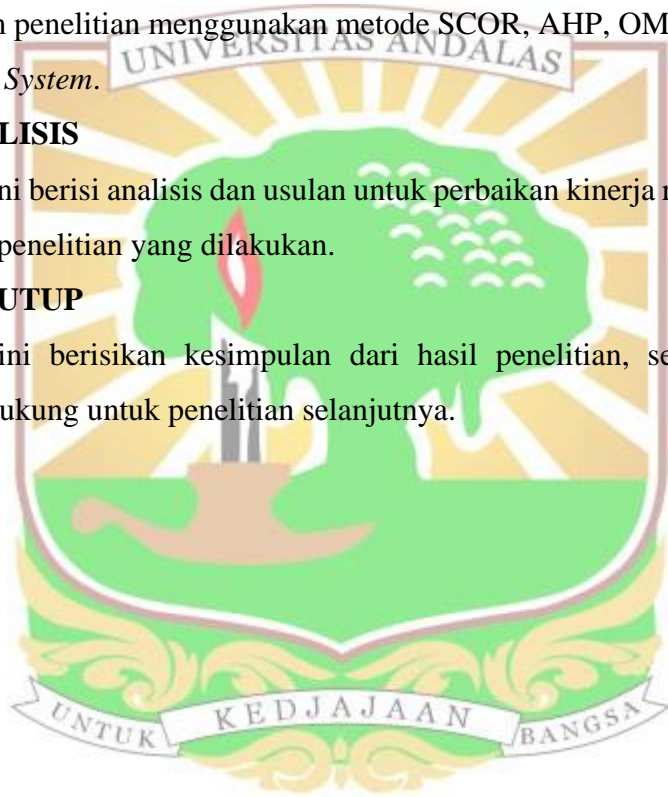 penelitian menggunakan metode SCOR, AHP, OM
UNIVERSITAS ANDALAS
System.
LISIS
ni berisi analisis dan usulan untuk perbaikan kinerja
penelitian yang dilakukan.
UTUP
ini berisikan kesimpulan dari hasil penelitian, se
ukung untuk penelitian selanjutnya.
UNTUK KEDJAJAAN BANGSA